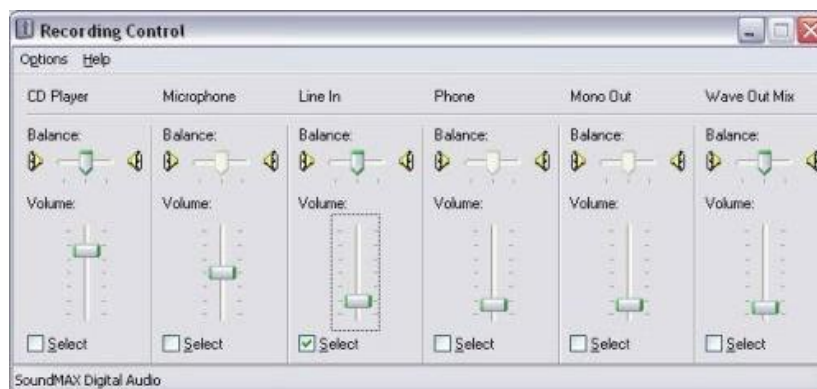 Recording Control
Options Help
CD Player Microphone Line In Phone Mono Out Wave Out Mix
Balance: Balance: Balance: Balance: Balance: Balance:
Volume: Volume: Volume: Volume: Volume: Volume:
Select Select Select Select Select Select
SoundMAX Digital Audio